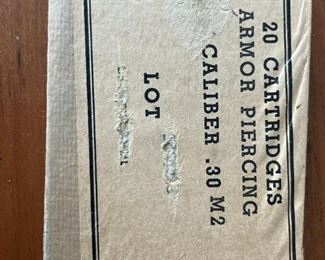 20 CARTRIDGES
ARMOR PIERCING
CALIBER .30 M2
LOT